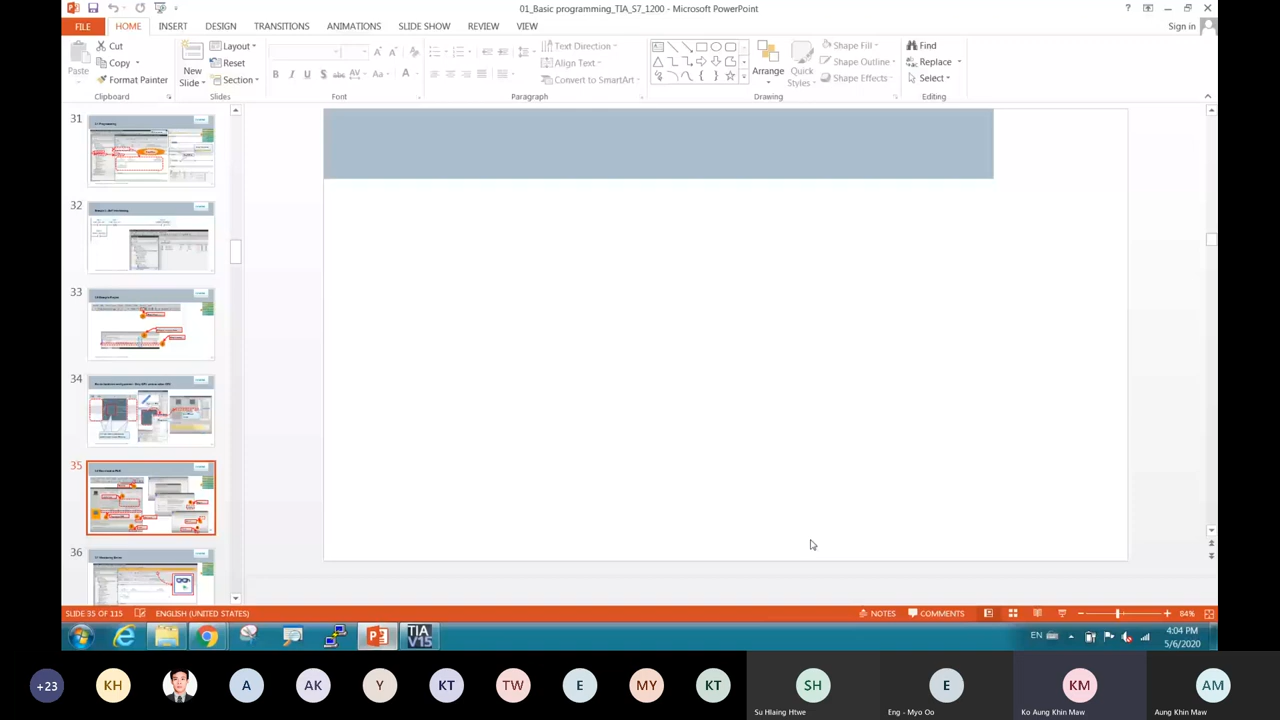 01_Basic programming_TIA_S7_1200 - Microsoft PowerPoint
FILE HOME INSERT DESIGN TRANSITIONS ANIMATIONS SLIDE SHOW REVIEW VIEW Sign in
Paste Cut Copy Format Painter
New Slide Layout Reset Section
Text Direction Align Text Convert to SmartArt
Arrange Quick Styles Shape Fill Shape Outline Shape Effects
Find Replace Select
Clipboard Slides Font Paragraph Drawing Editing
31
32
33
34
35
36
SLIDE 35 OF 115 ENGLISH (UNITED STATES) NOTES COMMENTS 84%
TIA V15
EN 4:04 PM
5/6/2020
+23 KH A AK Y KT TW E MY KT SH E KM AM
Su Hlaing Htwe Eng - Myo Oo Ko Aung Khin Maw Aung Khin Maw